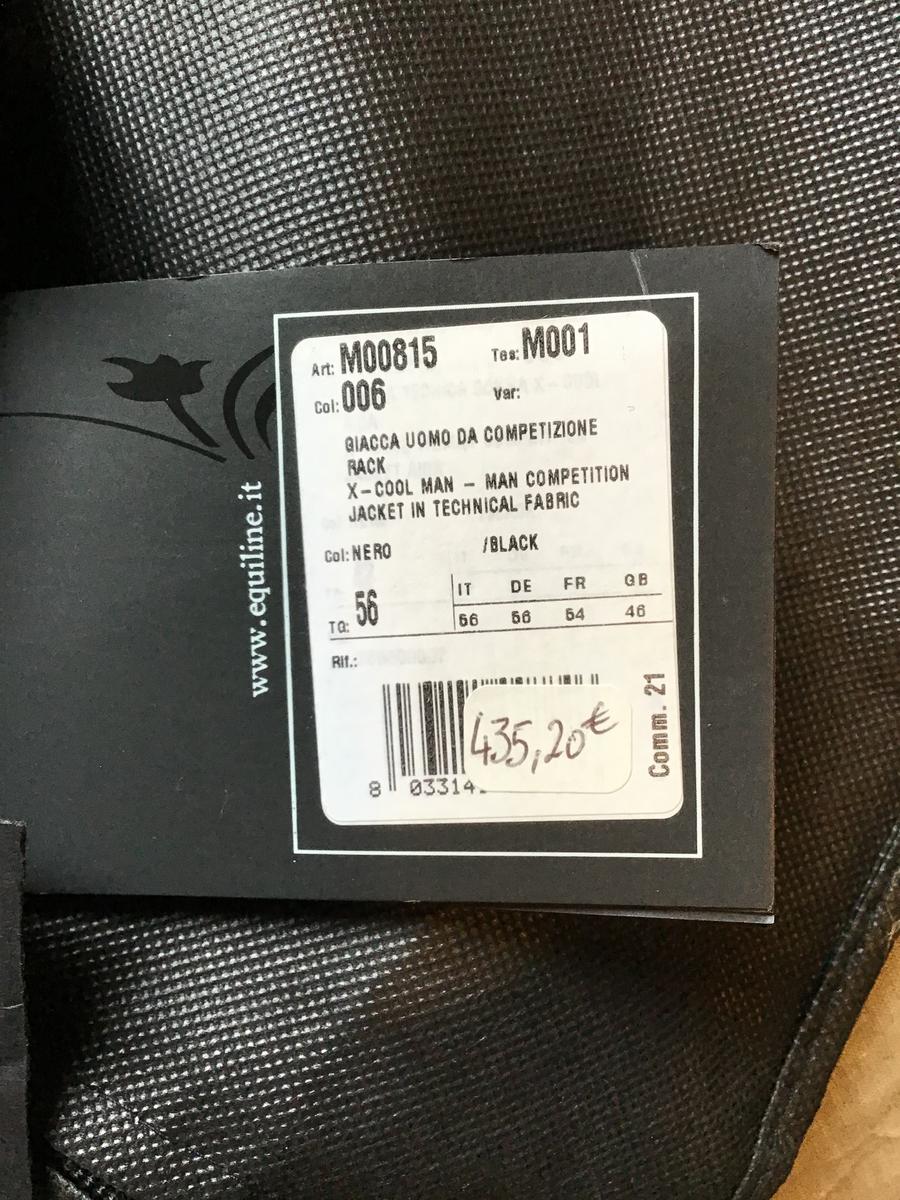 www.equiline.it
Art: M00815 Tes: M001
Col: 006 Var:
GIACCA UOMO DA COMPETIZIONE
RACK
X-COOL MAN - MAN COMPETITION
JACKET IN TECHNICAL FABRIC
Col: NERO /BLACK
IT DE FR GB
TG: 56 56 56 54 46
Rif.:
435,20€
8 03314
Comm. 21